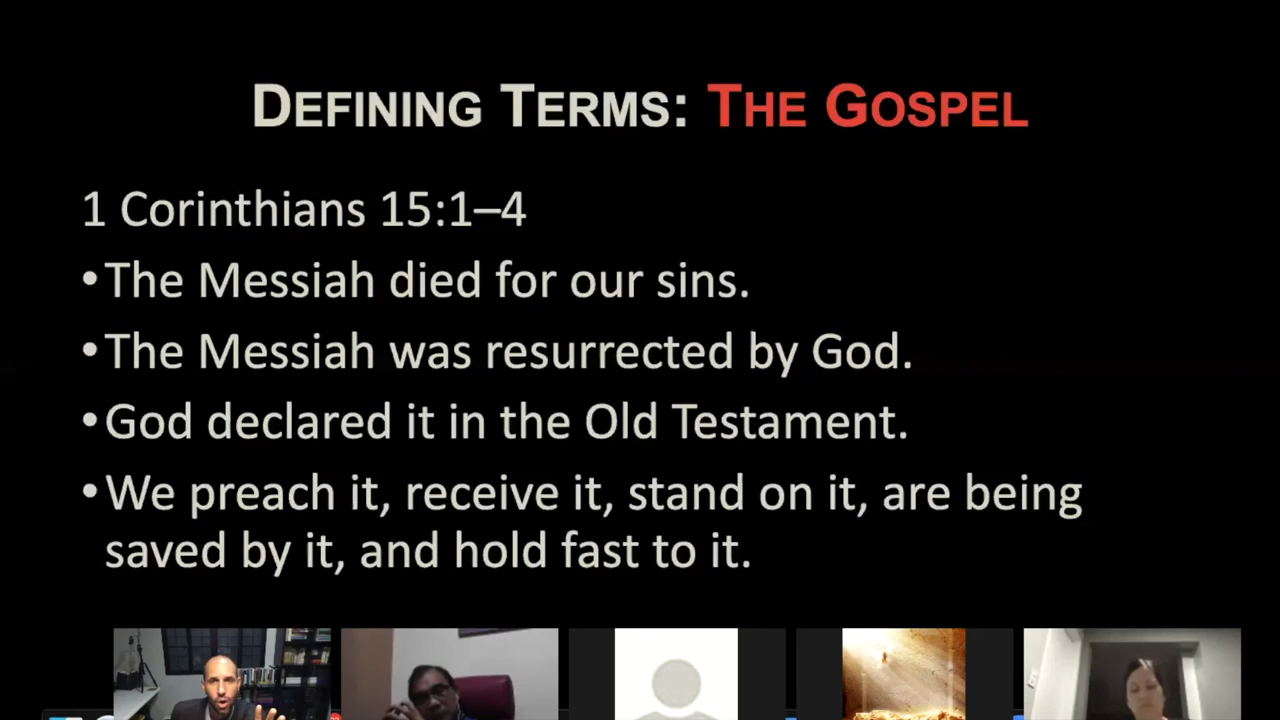 DEFINING TERMS: THE GOSPEL
1 Corinthians 15:1–4
•The Messiah died for our sins.
•The Messiah was resurrected by God.
•God declared it in the Old Testament.
•We preach it, receive it, stand on it, are being
saved by it, and hold fast to it.